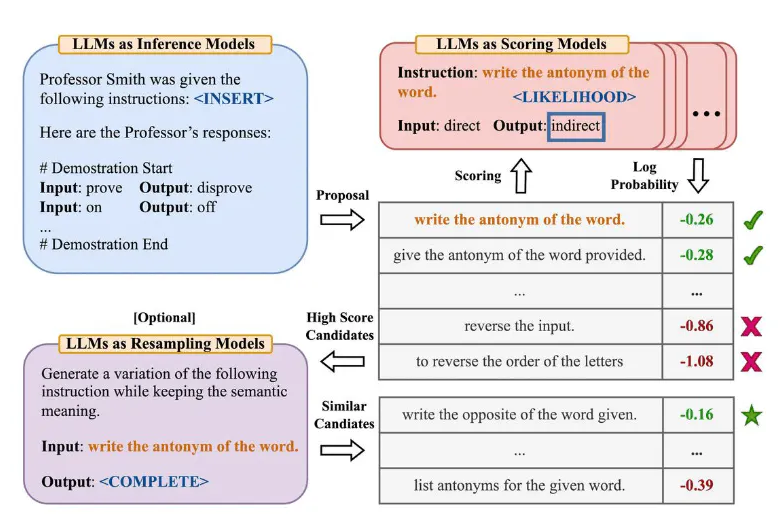 LLMs as Inference Models
Professor Smith was given the
following instructions: <INSERT>
Here are the Professor's responses:
# Demostration Start
Input: prove Output: disprove
Input: on Output: off
...
# Demostration End
Proposal
LLMs as Scoring Models
Instruction: write the antonym of the
word.
<LIKELIHOOD>
Input: direct Output: indirect
...
Scoring
Log
Probability
write the antonym of the word. -0.26
give the antonym of the word provided. -0.28
... ...
reverse the input. -0.86
to reverse the order of the letters -1.08
High Score
Candidates
[Optional]
LLMs as Resampling Models
Generate a variation of the following
instruction while keeping the semantic
meaning.
Input: write the antonym of the word.
Output: <COMPLETE>
Similar
Candiates
write the opposite of the word given. -0.16
... ...
list antonyms for the given word. -0.39